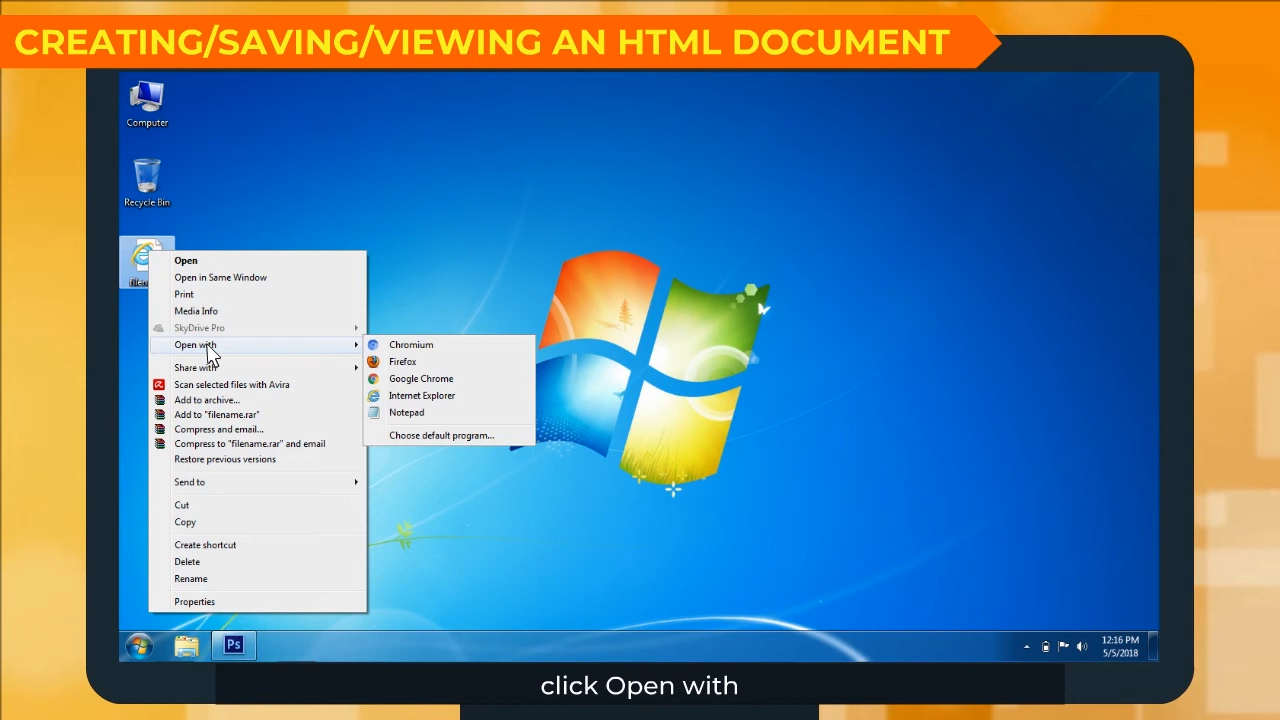 CREATING/SAVING/VIEWING AN HTML DOCUMENT
Computer
Recycle Bin
Open
Open in Same Window
Print
Media Info
SkyDrive Pro
Open with
Share with
Scan selected files with Avira
Add to archive...
Add to "filename.rar"
Compress and email...
Compress to "filename.rar" and email
Restore previous versions
Send to
Cut
Copy
Create shortcut
Delete
Rename
Properties
Chromium
Firefox
Google Chrome
Internet Explorer
Notepad
Choose default program...
Ps
12:16 PM
5/5/2018
click Open with